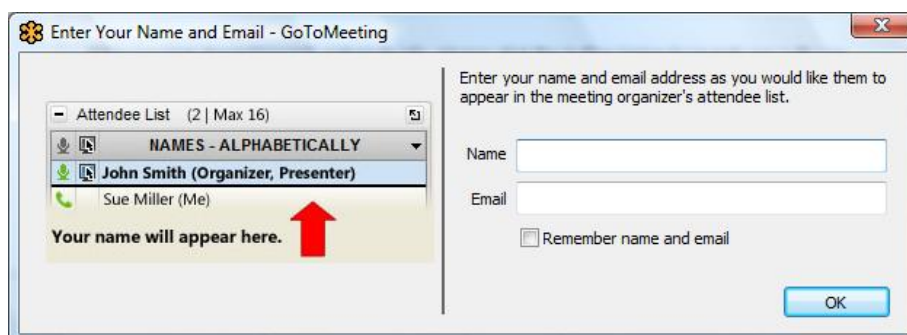 Enter Your Name and Email - GoToMeeting
Attendee List (2 | Max 16)
NAMES - ALPHABETICALLY
John Smith (Organizer, Presenter)
Sue Miller (Me)
Your name will appear here.
Enter your name and email address as you would like them to
appear in the meeting organizer's attendee list.
Name
Email
Remember name and email
OK